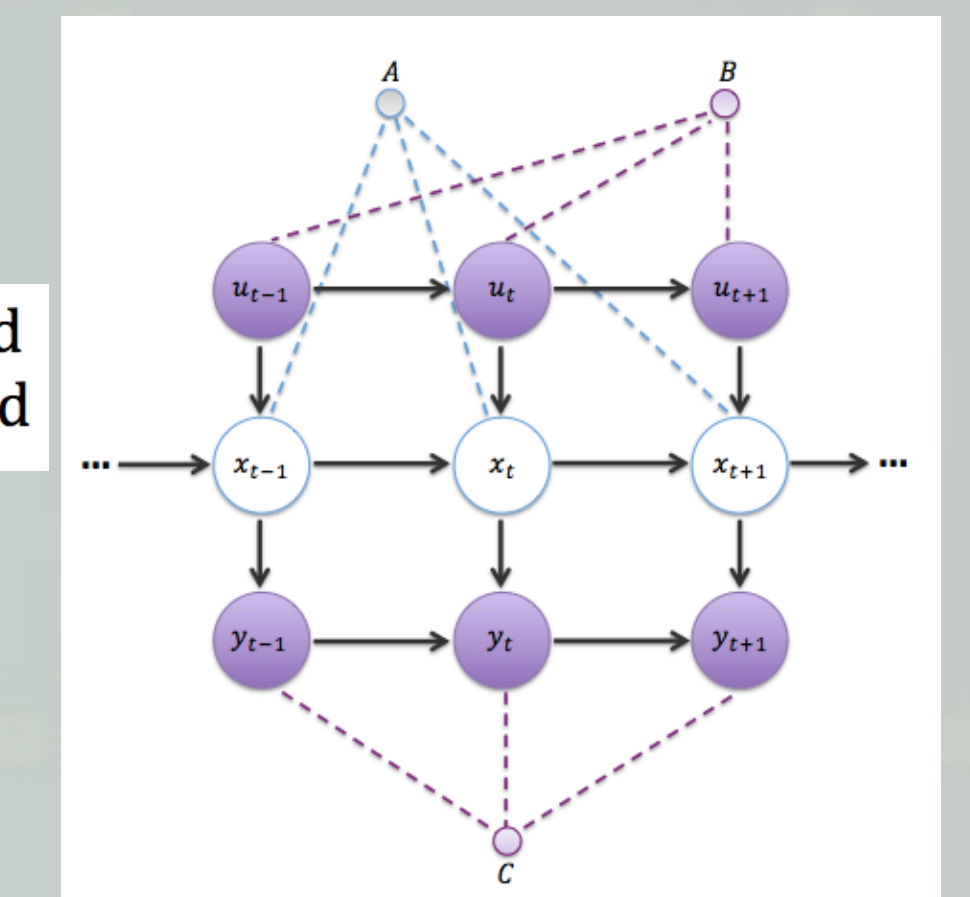 A B
u_{t-1} u_t u_{t+1}
d
d
... x_{t-1} x_t x_{t+1} ...
y_{t-1} y_t y_{t+1}
C